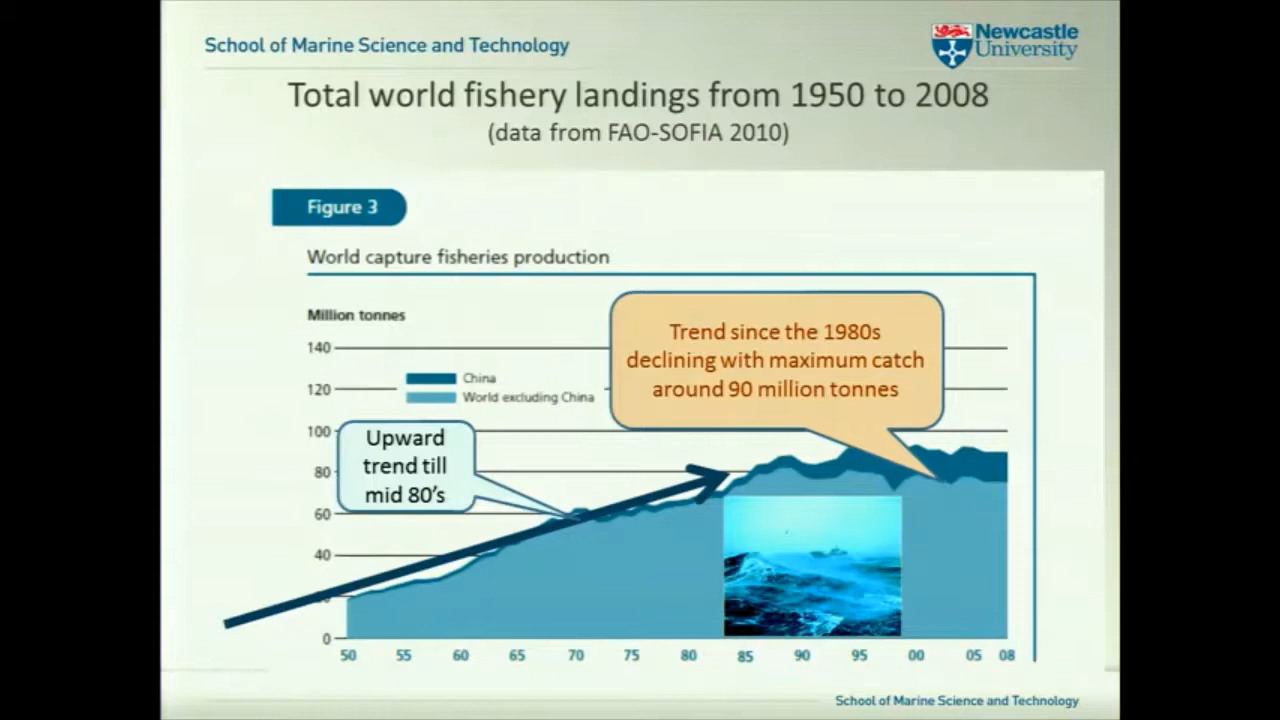 School of Marine Science and Technology
Newcastle
University
Total world fishery landings from 1950 to 2008
(data from FAO-SOFIA 2010)
Figure 3
World capture fisheries production
Million tonnes
140
120
100
80
60
40
20
0
China
World excluding China
Upward
trend till
mid 80's
Trend since the 1980s
declining with maximum catch
around 90 million tonnes
50 55 60 65 70 75 80 85 90 95 00 05 08
School of Marine Science and Technology